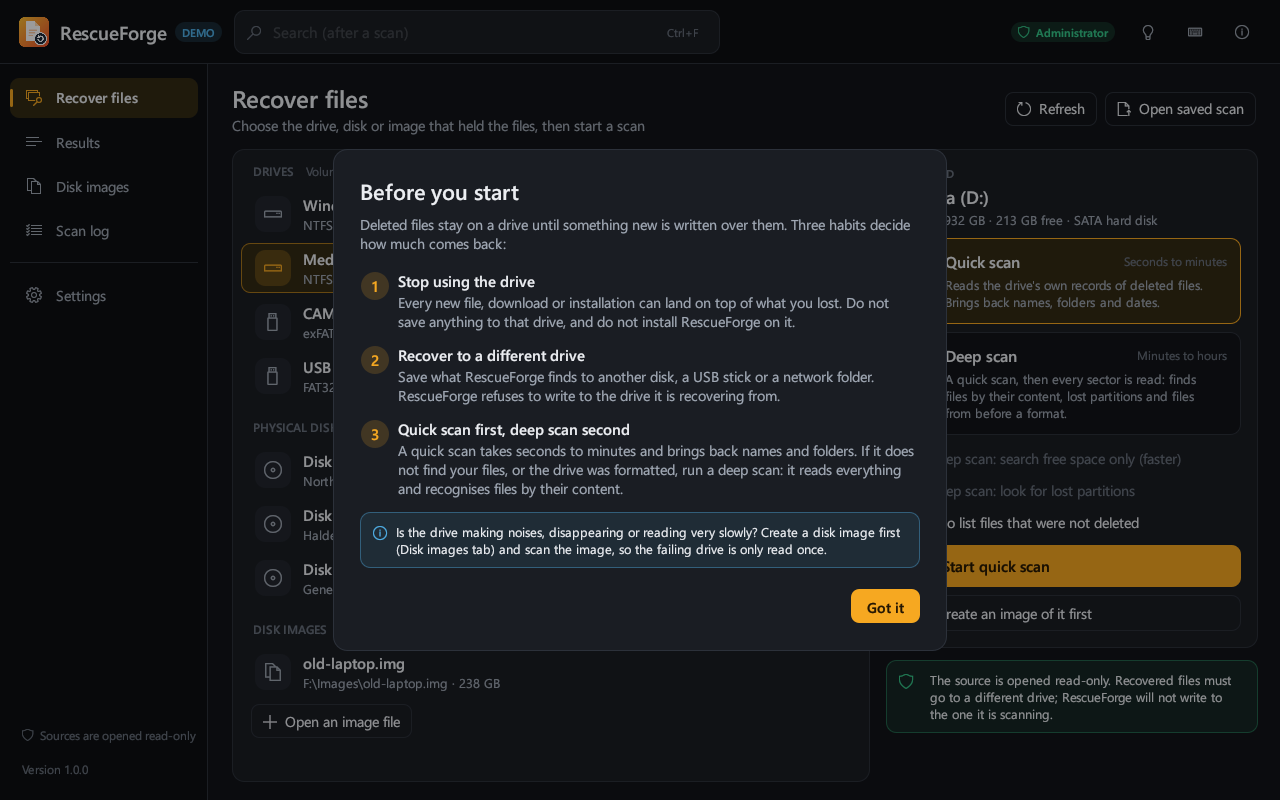 RescueForge DEMO
Search (after a scan) Ctrl+F
Administrator
Recover files
Results
Disk images
Scan log
Settings
Sources are opened read-only
Version 1.0.0
Recover files
Choose the drive, disk or image that held the files, then start a scan
Refresh
Open saved scan
DRIVES
NTFS
NTFS
CAM
USB
FAT32
PHYSICAL
Disk
Disk
Disk
DISK IMAGES
old-laptop.img
F:\Images\old-laptop.img · 238 GB
Open an image file
Before you start
Deleted files stay on a drive until something new is written over them. Three habits decide
how much comes back:
1 Stop using the drive
Every new file, download or installation can land on top of what you lost. Do not
save anything to that drive, and do not install RescueForge on it.
2 Recover to a different drive
Save what RescueForge finds to another disk, a USB stick or a network folder.
RescueForge refuses to write to the drive it is recovering from.
3 Quick scan first, deep scan second
A quick scan takes seconds to minutes and brings back names and folders. If it does
not find your files, or the drive was formatted, run a deep scan: it reads everything
and recognises files by their content.
Is the drive making noises, disappearing or reading very slowly? Create a disk image first
(Disk images tab) and scan the image, so the failing drive is only read once.
Got it
(D:)
932 GB · 213 GB free · SATA hard disk
Quick scan Seconds to minutes
Reads the drive's own records of deleted files.
Brings back names, folders and dates.
Deep scan Minutes to hours
A quick scan, then every sector is read: finds
files by their content, lost partitions and files
from before a format.
scan: search free space only (faster)
scan: look for lost partitions
list files that were not deleted
Start quick scan
an image of it first
The source is opened read-only. Recovered files must
go to a different drive; RescueForge will not write to
the one it is scanning.